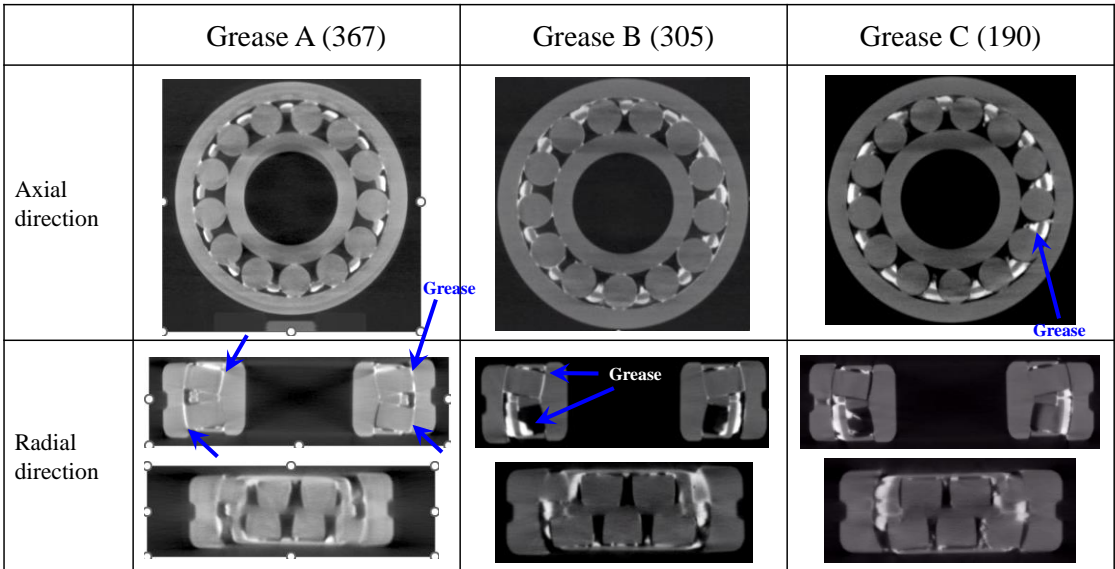 Grease A (367)
Grease B (305)
Grease C (190)
Axial
direction
Grease
Grease
Radial
direction
Grease